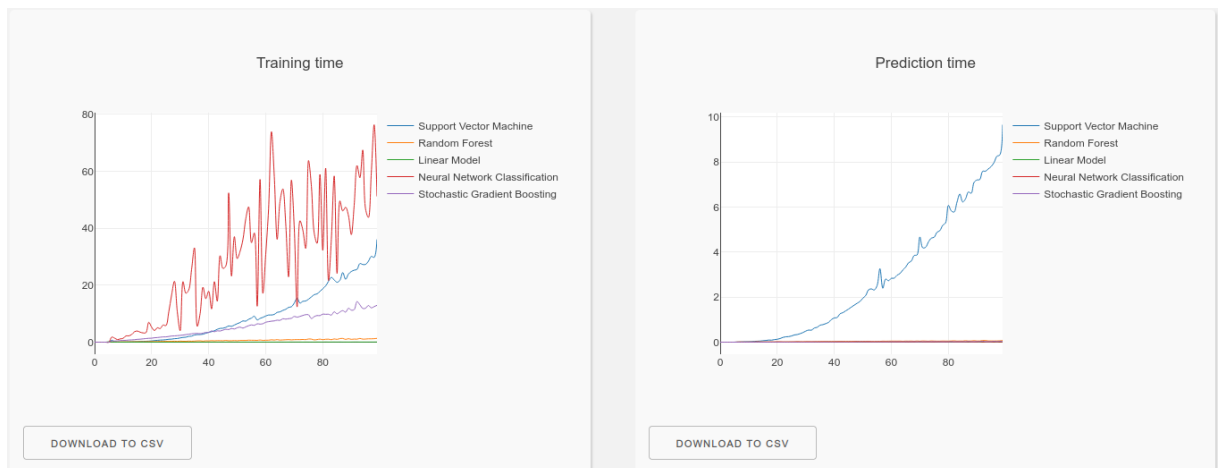 Training time
80
60
40
20
0
0 20 40 60 80
Support Vector Machine
Random Forest
Linear Model
Neural Network Classification
Stochastic Gradient Boosting
DOWNLOAD TO CSV
Prediction time
10
8
6
4
2
0
0 20 40 60 80
Support Vector Machine
Random Forest
Linear Model
Neural Network Classification
Stochastic Gradient Boosting
DOWNLOAD TO CSV